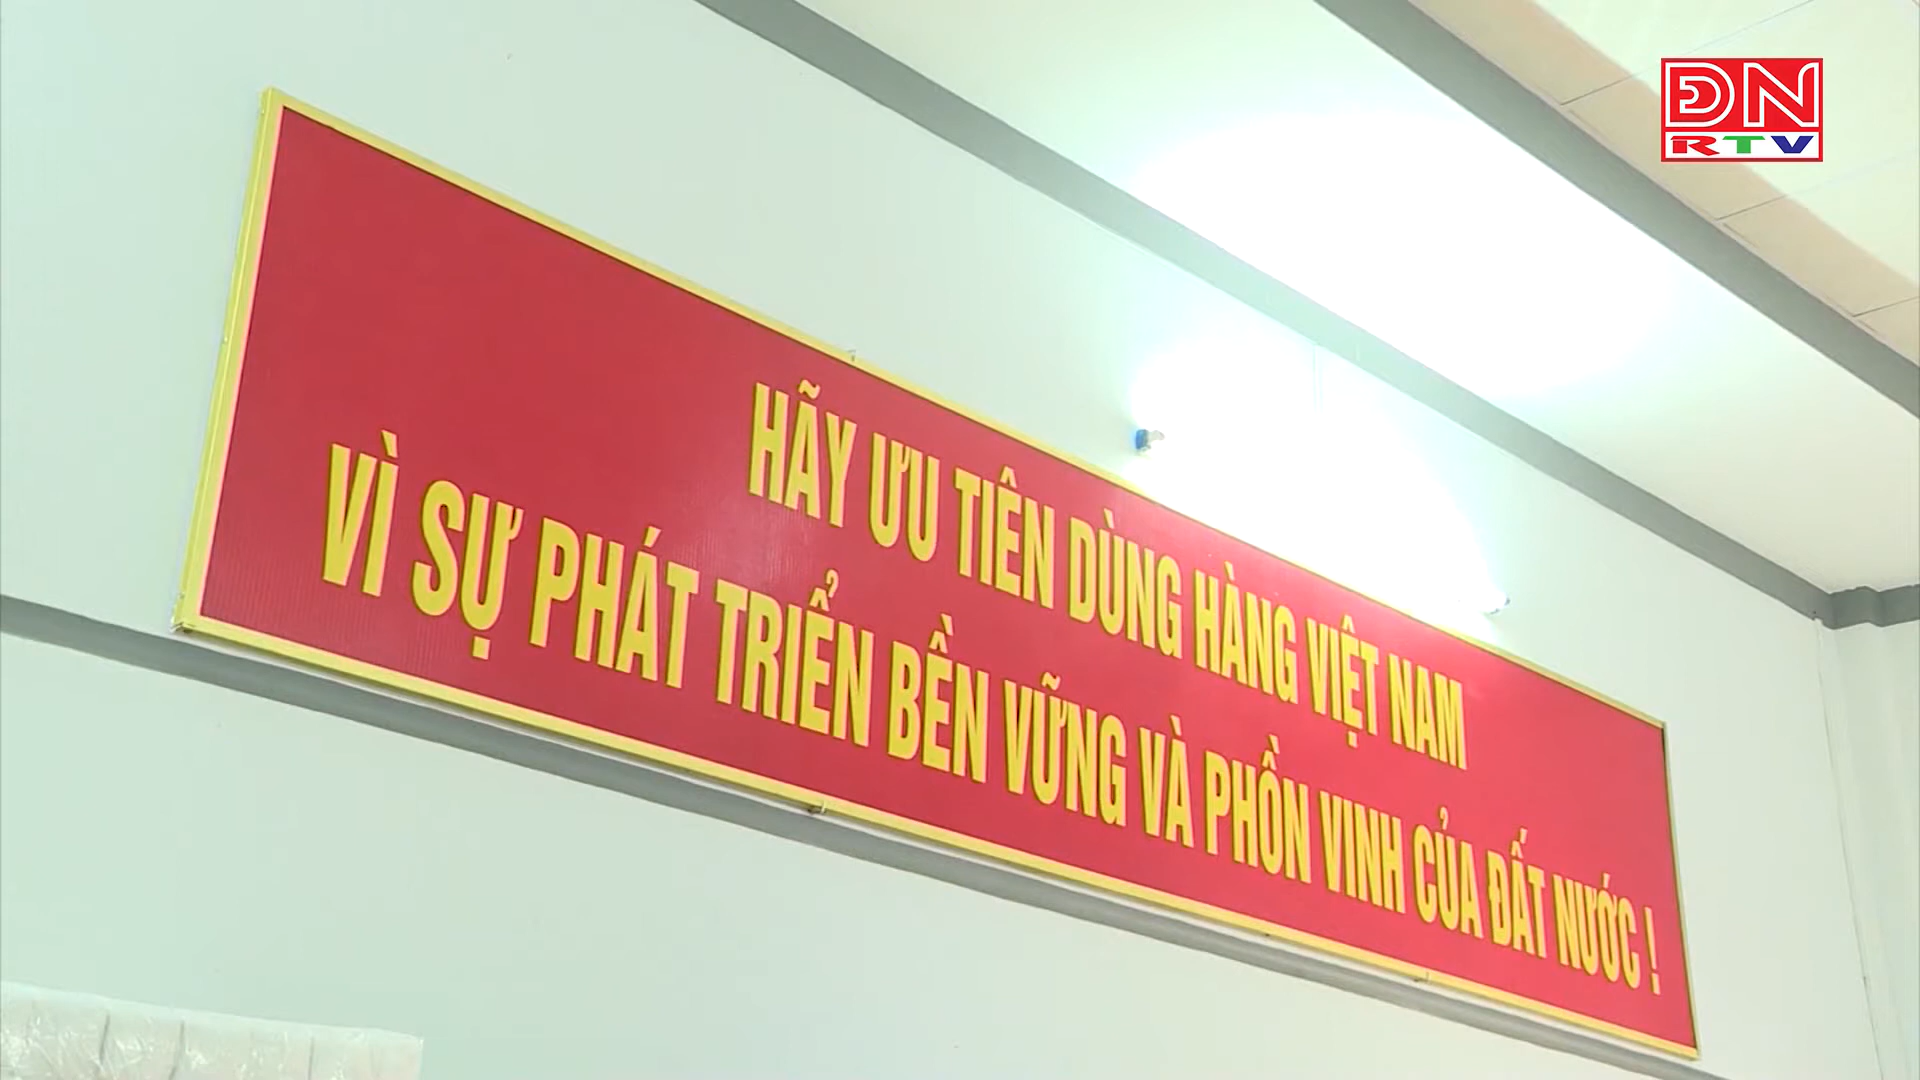 ĐN
RTV
HÃY ƯU TIÊN DÙNG HÀNG VIỆT NAM
VÌ SỰ PHÁT TRIỂN BỀN VỮNG VÀ PHỒN VINH CỦA ĐẤT NƯỚC !